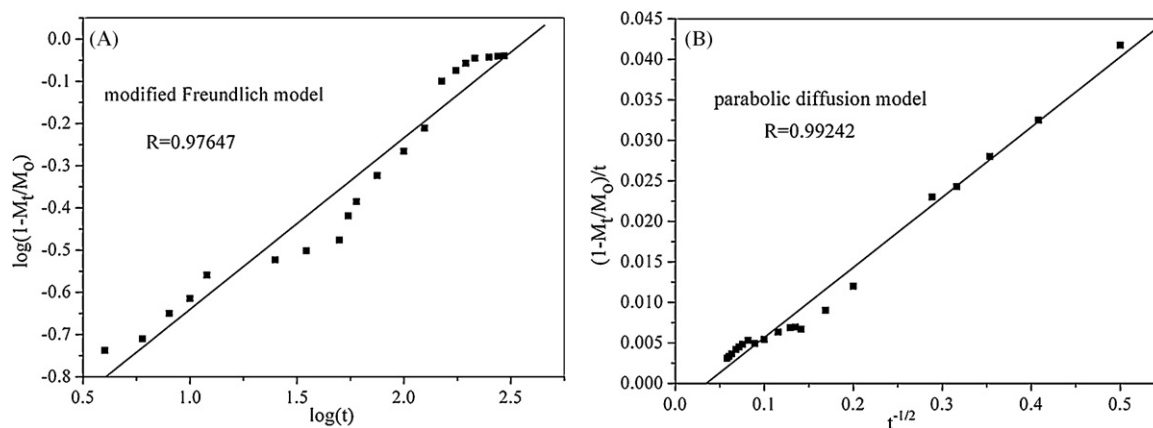 (A)
modified Freundlich model
R=0.97647
log(1-Mt/MO)
0.0
-0.1
-0.2
-0.3
-0.4
-0.5
-0.6
-0.7
-0.8
0.5 1.0 1.5 2.0 2.5
log(t)
(B)
parabolic diffusion model
R=0.99242
(1-Mt/MO)/t
0.045
0.040
0.035
0.030
0.025
0.020
0.015
0.010
0.005
0.000
0.0 0.1 0.2 0.3 0.4 0.5
t-1/2